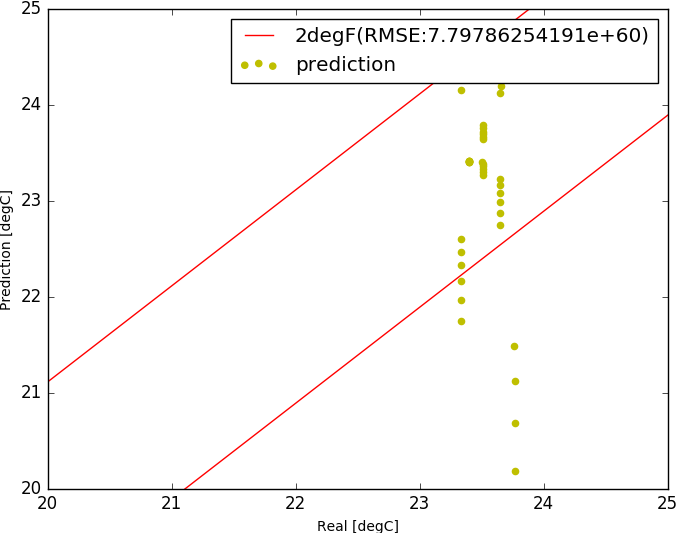 2degF(RMSE:7.79786254191e+60)
prediction
25
24
23
22
21
20
Prediction [degC]
20 21 22 23 24 25
Real [degC]